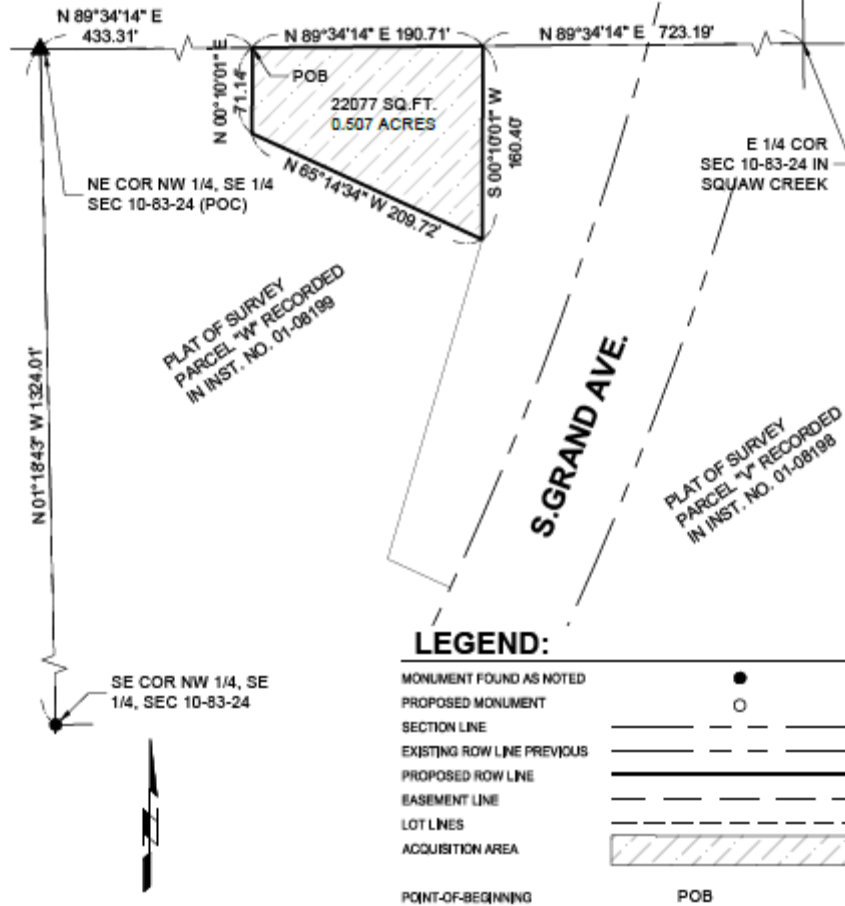 N 89°34'14" E
433.31'
N 89°34'14" E 190.71'
N 89°34'14" E 723.19'
N 00°10'01" E
71.14'
POB
22077 SQ.FT.
0.507 ACRES
S 00°10'01" W
160.40'
N 65°14'34" W 209.72'
E 1/4 COR
SEC 10-83-24 IN
SQUAW CREEK
NE COR NW 1/4, SE 1/4
SEC 10-83-24 (POC)
PLAT OF SURVEY
PARCEL "W" RECORDED
IN INST. NO. 01-08199
N 01°18'43" W 1324.01'
S.GRAND AVE.
PLAT OF SURVEY
PARCEL "V" RECORDED
IN INST. NO. 01-08198
SE COR NW 1/4, SE
1/4, SEC 10-83-24
N
LEGEND:
MONUMENT FOUND AS NOTED
PROPOSED MONUMENT
SECTION LINE
EXISTING ROW LINE PREVIOUS
PROPOSED ROW LINE
EASEMENT LINE
LOT LINES
ACQUISITION AREA
POINT-OF-BEGINNING POB